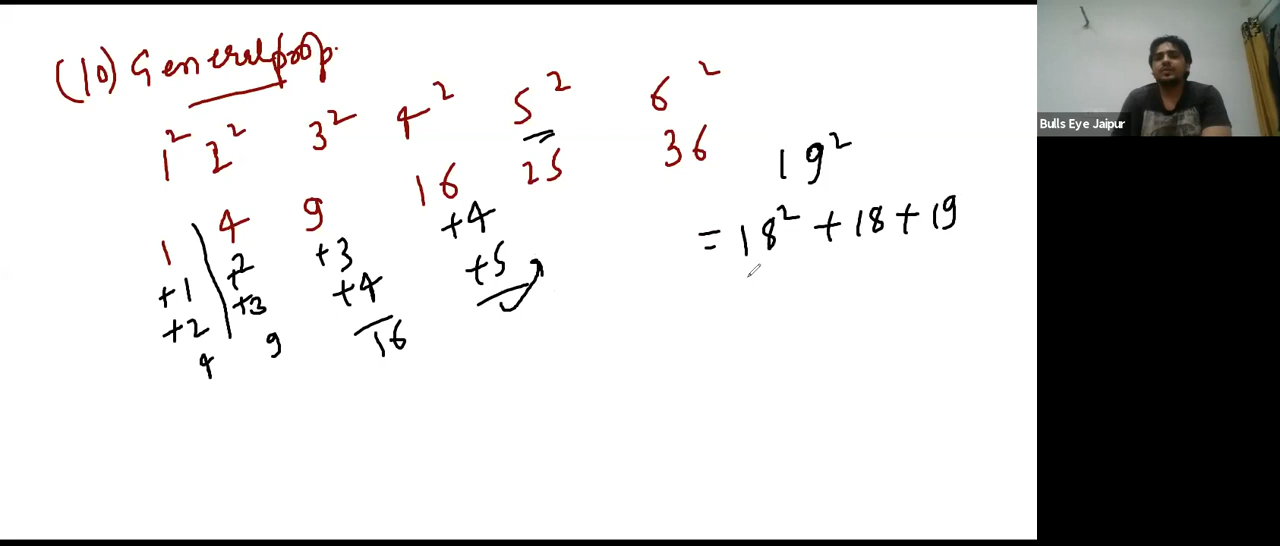 (10) General prop.
1² 2² 3² 4² 5² 6²
1 4 9 16 25 36
+1 +2 +3 +4
+2 +3 +4 +5
4 9 16
19²
= 18² + 18 + 19
Bulls Eye Jaipur